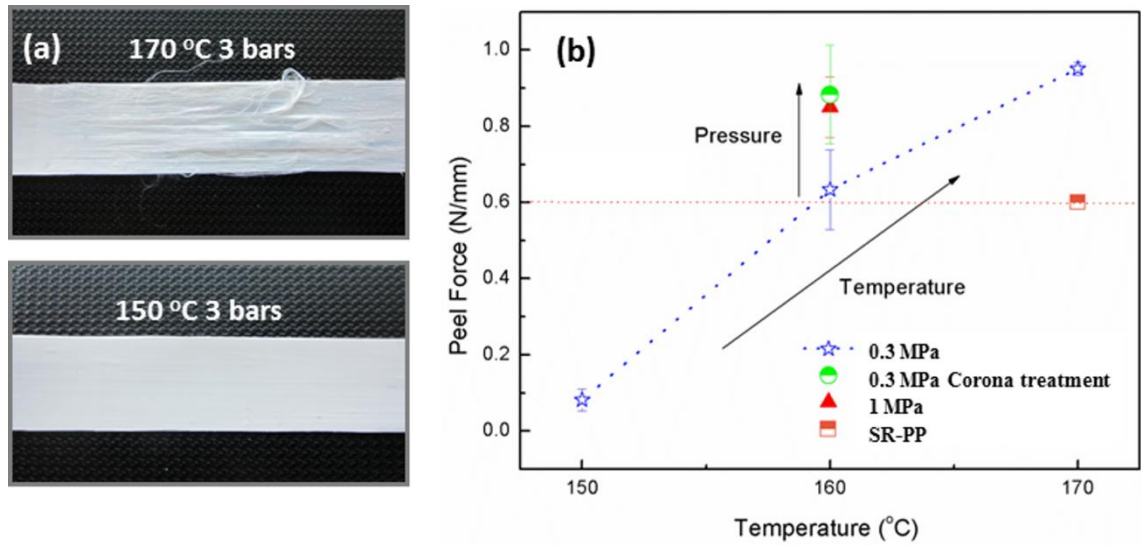 (a)
170 °C 3 bars
150 °C 3 bars
(b)
Peel Force (N/mm)
1.0
0.8
0.6
0.4
0.2
0.0
Pressure
Temperature
0.3 MPa
0.3 MPa Corona treatment
1 MPa
SR-PP
150
160
170
Temperature (°C)